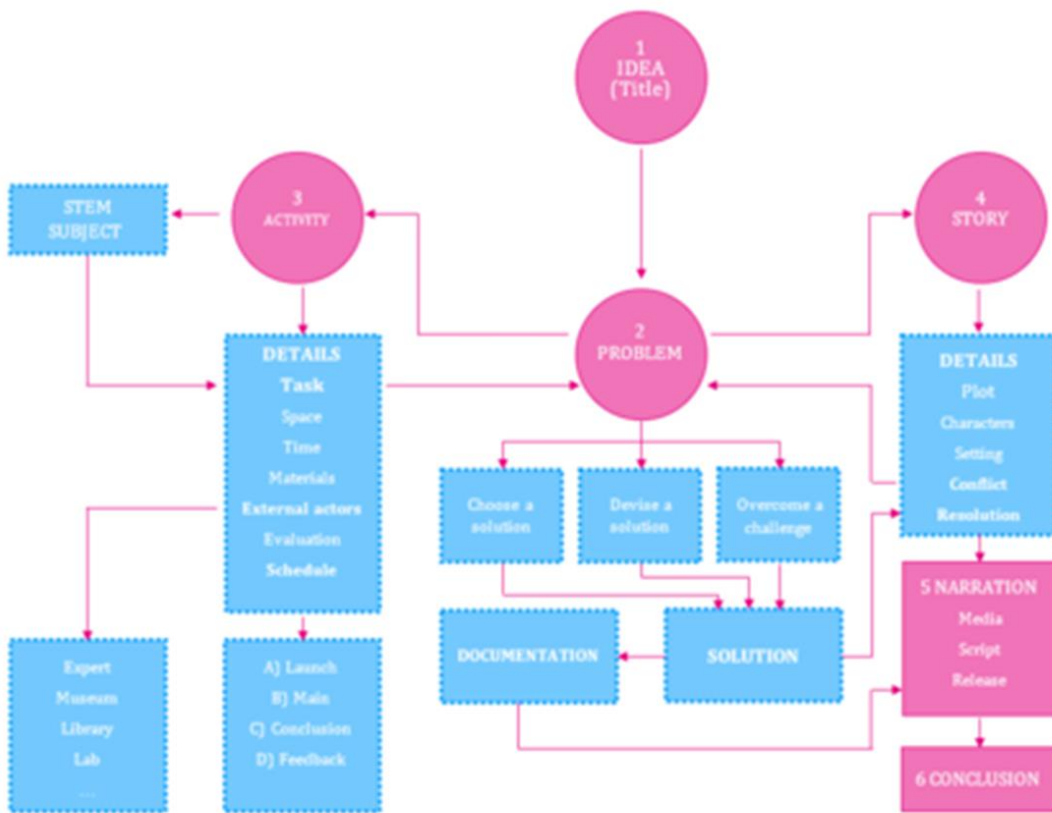 1
IDEA
(Title)
STEM
SUBJECT
3
ACTIVITY
4
STORY
2
PROBLEM
DETAILS
Task
Space
Time
Materials
External actors
Evaluation
Schedule
DETAILS
Plot
Characters
Setting
Conflict
Resolution
Choose a
solution
Devise a
solution
Overcome a
challenge
DOCUMENTATION
SOLUTION
5 NARRATION
Media
Script
Release
Expert
Museum
Library
Lab
...
A) Launch
B) Main
C) Conclusion
D) Feedback
6 CONCLUSION